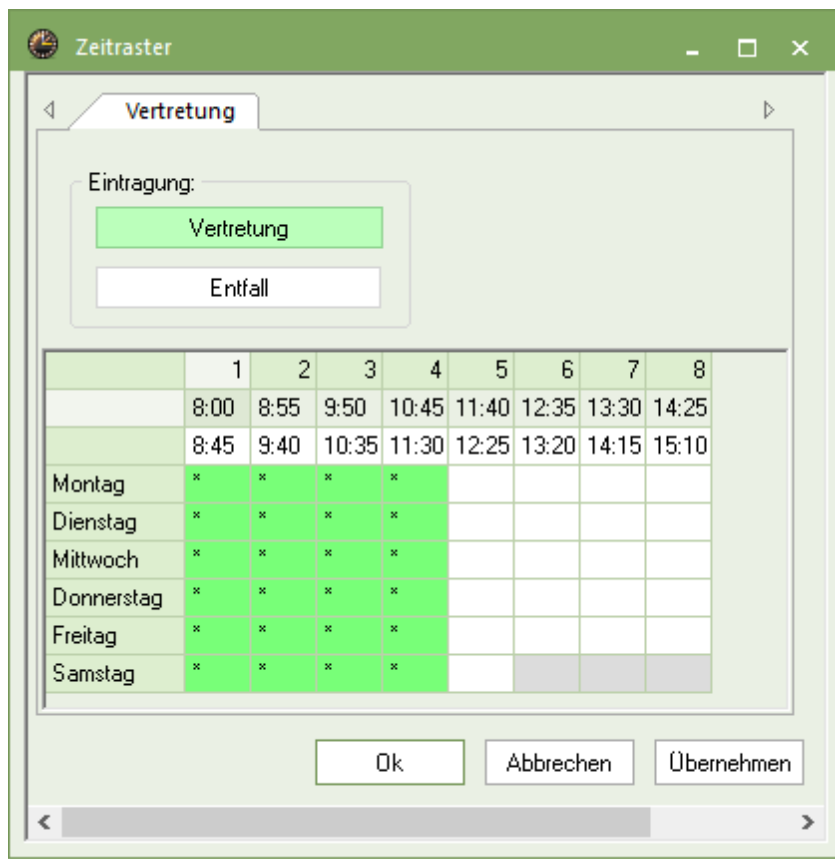 Zeitraster
Vertretung
Eintragung:
Vertretung
Entfall
1 2 3 4 5 6 7 8
8:00 8:55 9:50 10:45 11:40 12:35 13:30 14:25
8:45 9:40 10:35 11:30 12:25 13:20 14:15 15:10
Montag * * * *
Dienstag * * * *
Mittwoch * * * *
Donnerstag * * * *
Freitag * * * *
Samstag * * * *
Ok Abbrechen Übernehmen